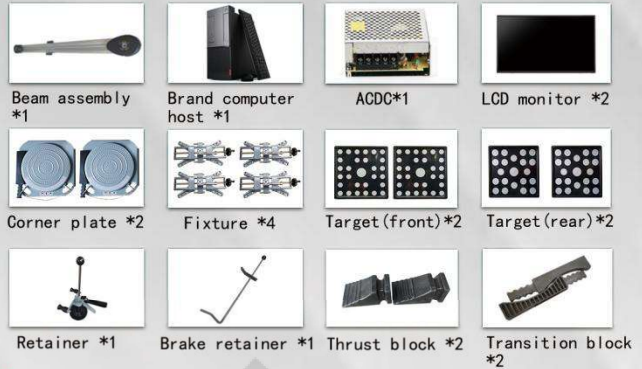 Beam assembly
*1
Brand computer
host *1
ACDC*1
LCD monitor *2
Corner plate *2
Fixture *4
Target(front)*2
Target(rear)*2
Retainer *1
Brake retainer *1
Thrust block *2
Transition block
*2